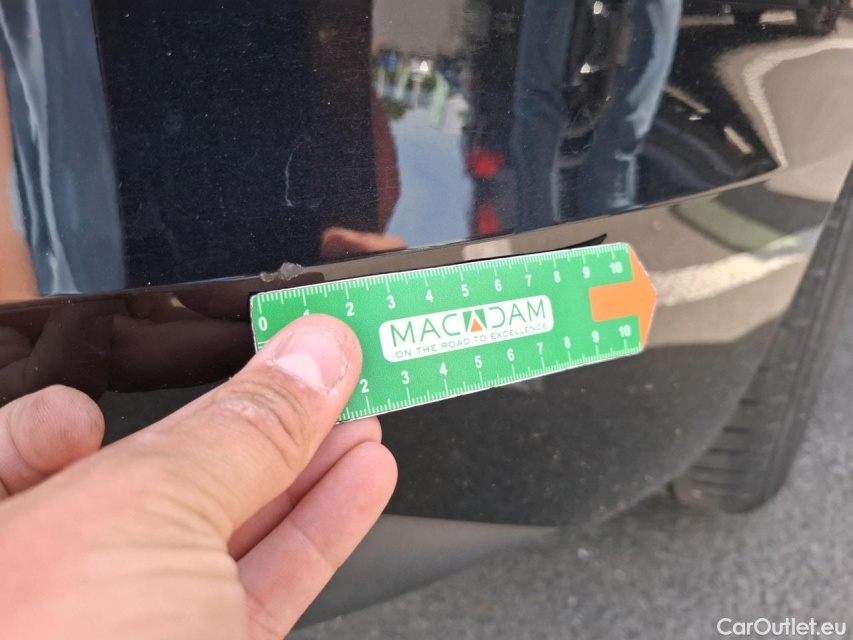 0 1 2 3 4 5 6 7 8 9 10
MACADAM
ON THE ROAD TO EXCELLENCE
2 3 4 5 6 7 8 9 10
CarOutlet.eu